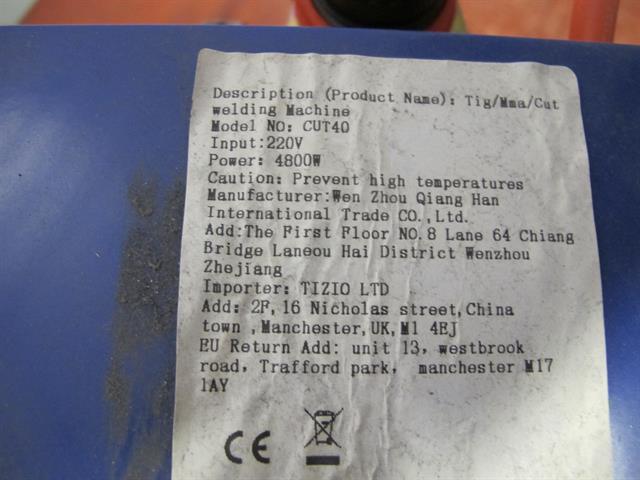 Description (Product Name): Tig/Mma/Cut
welding Machine
Model NO: CUT40
Input:220V
Power: 4800W
Caution: Prevent high temperatures
Manufacturer:Wen Zhou Qiang Han
International Trade CO.,Ltd.
Add:The First Floor NO.8 Lane 64 Chiang
Bridge Laneou Hai District Wenzhou
Zhejiang
Importer: TIZIO LTD
Add: 2F, 16 Nicholas street,China
town ,Manchester,UK,M1 4EJ
EU Return Add: unit 13, westbrook
road, Trafford park, manchester M17
1AY
CE